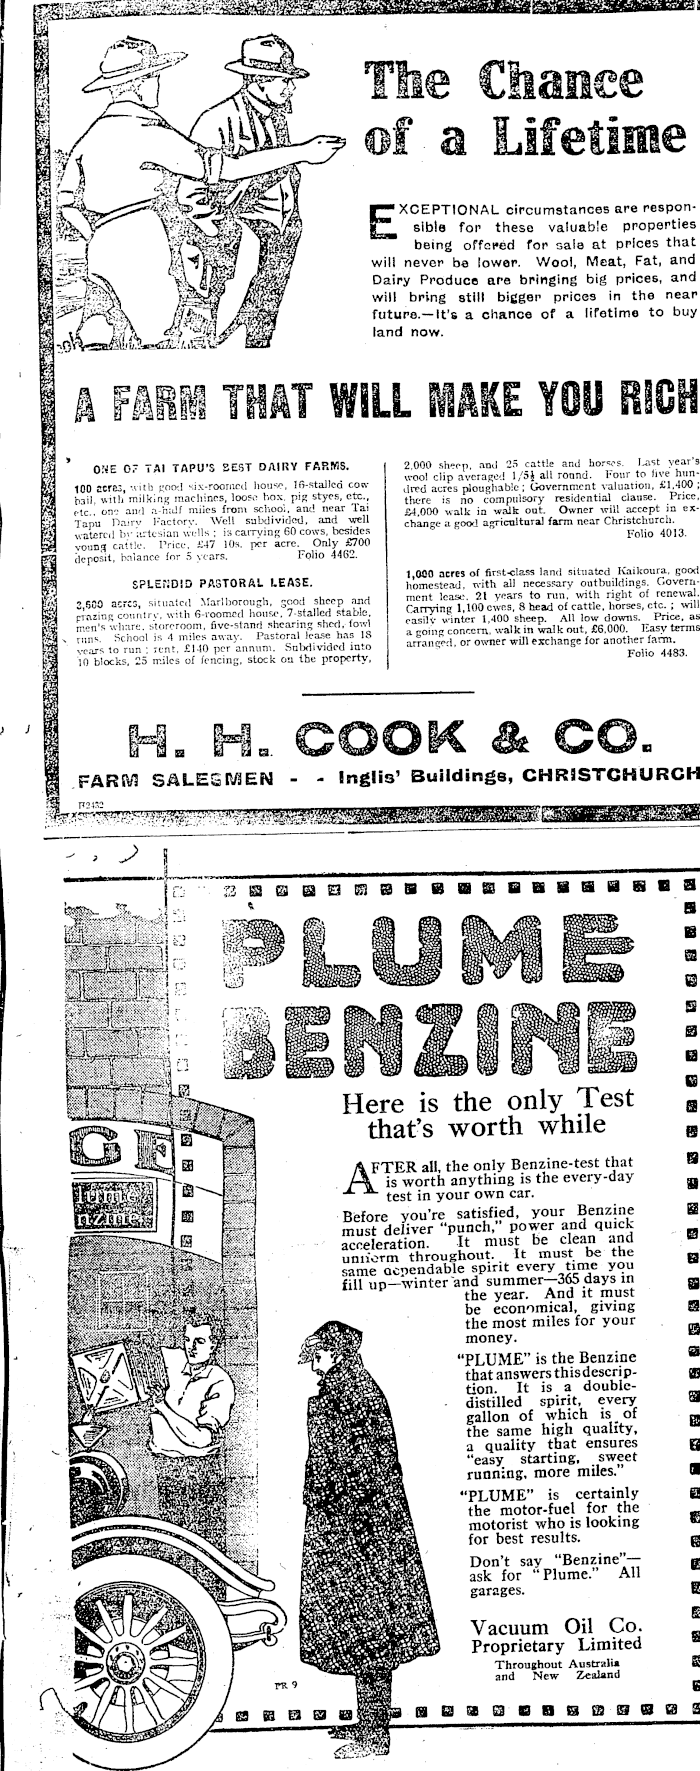 The Chance
of a Lifetime
EXCEPTIONAL circumstances are respon-
sible for these valuable properties
being offered for sale at prices that
will never be lower. Wool, Meat, Fat, and
Dairy Produce are bringing big prices, and
will bring still bigger prices in the near
future.—It's a chance of a lifetime to buy
land now.
A FARM THAT WILL MAKE YOU RICH
ONE OF TAI TAPU'S BEST DAIRY FARMS.
100 acres, with good six-roomed house, 16-stalled cow
bail, with milking machines, loose box, pig styes, etc.,
etc., one and a-half miles from school, and near Tai
Tapu Dairy Factory. Well subdivided, and well
watered by artesian wells; is carrying 60 cows, besides
young cattle. Price, £47 10s. per acre. Only £700
deposit, balance for 5 years. Folio 4462.
SPLENDID PASTORAL LEASE.
2,600 acres, situated Marlborough, good sheep and
grazing country, with 6-roomed house, 7-stalled stable,
men's whare, storeroom, five-stand shearing shed, fowl
runs. School is 4 miles away. Pastoral lease has 18
years to run; rent, £140 per annum. Subdivided into
10 blocks, 25 miles of fencing, stock on the property,
2,000 sheep, and 25 cattle and horses. Last year's
wool clip averaged 1/5½ all round. Four to five hun-
dred acres ploughable; Government valuation, £1,400;
there is no compulsory residential clause. Price,
£4,000 walk in walk out. Owner will accept in ex-
change a good agricultural farm near Christchurch.
Folio 4013.
1,000 acres of first-class land situated Kaikoura, good
homestead, with all necessary outbuildings. Govern-
ment lease, 21 years to run, with right of renewal.
Carrying 1,100 ewes, 8 head of cattle, horses, etc.; will
easily winter 1,400 sheep. All low downs. Price, as
a going concern, walk in walk out, £6,000. Easy terms
arranged, or owner will exchange for another farm.
Folio 4483.
H. H. COOK & CO.
FARM SALESMEN - - Inglis' Buildings, CHRISTCHURCH
H2432
PLUME
BENZINE
Here is the only Test
that's worth while
AFTER all, the only Benzine-test that
is worth anything is the every-day
test in your own car.
Before you're satisfied, your Benzine
must deliver "punch," power and quick
acceleration. It must be clean and
uniform throughout. It must be the
same dependable spirit every time you
fill up—winter and summer—365 days in
the year. And it must
be economical, giving
the most miles for your
money.
"PLUME" is the Benzine
that answers this descrip-
tion. It is a double-
distilled spirit, every
gallon of which is of
the same high quality,
a quality that ensures
"easy starting, sweet
running, more miles."
"PLUME" is certainly
the motor-fuel for the
motorist who is looking
for best results.
Don't say "Benzine"—
ask for "Plume." All
garages.
Vacuum Oil Co.
Proprietary Limited
Throughout Australia
and New Zealand
GE
lume
nzine
PR 9